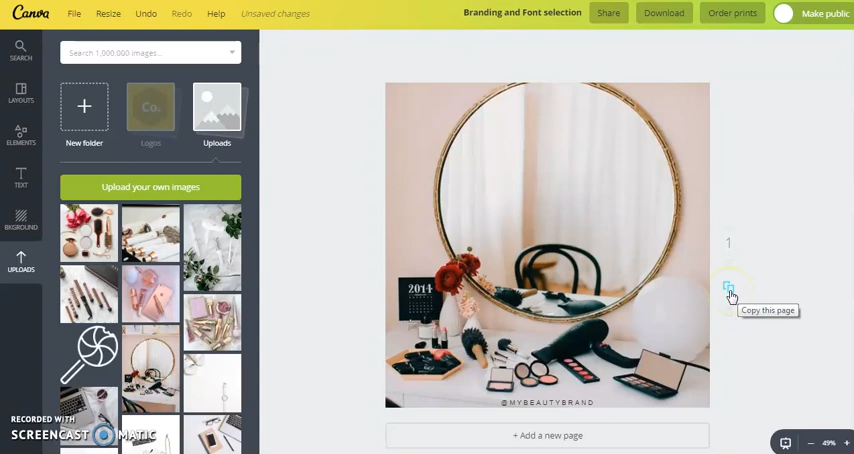 Canva
File
Resize
Undo
Redo
Help
Unsaved changes
Branding and Font selection
Share
Download
Order prints
Make public
SEARCH
LAYOUTS
ELEMENTS
TEXT
BKGROUND
UPLOADS
Search 1,000,000 images...
Co.
New folder
Logos
Uploads
Upload your own images
2014
@MYBEAUTYBRAND
1
Copy this page
+ Add a new page
RECORDED WITH
SCREENCAST MATIC
49%